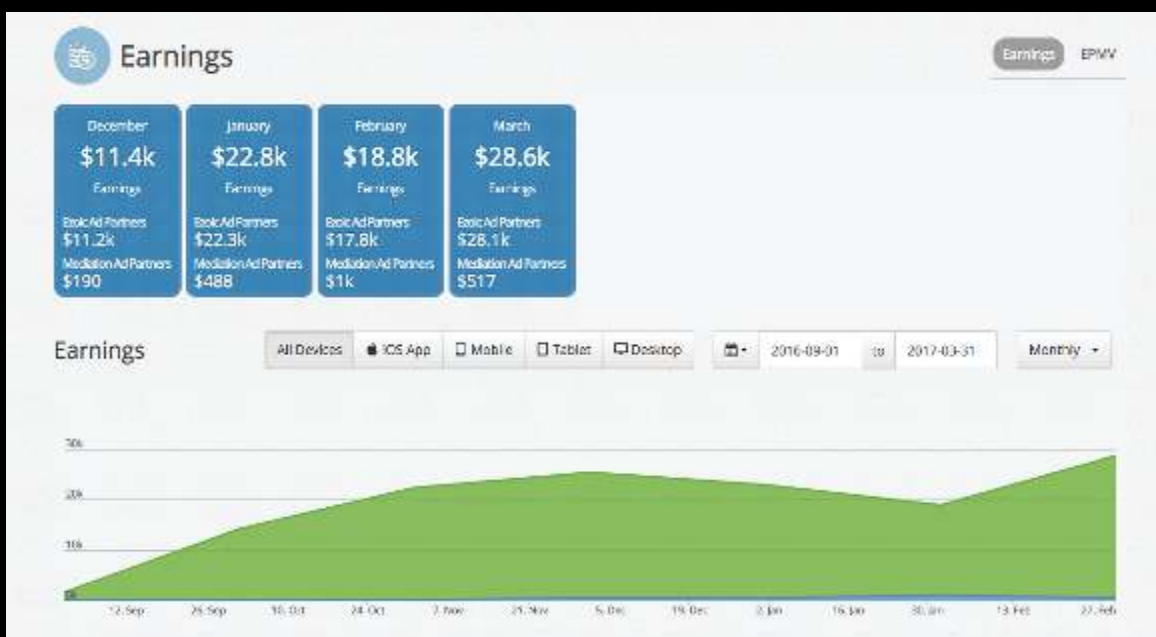 Earnings
Earnings EPMV
December January February March
$11.4k $22.8k $18.8k $28.6k
Earnings Earnings Earnings Earnings
Ezoic Ad Partners Ezoic Ad Partners Ezoic Ad Partners Ezoic Ad Partners
$11.2k $22.3k $17.8k $28.1k
Mediation Ad Partners Mediation Ad Partners Mediation Ad Partners Mediation Ad Partners
$190 $488 $1k $517
Earnings All Devices iOS App Mobile Tablet Desktop 2016-09-01 to 2017-03-31 Monthly
30k
20k
10k
12. Sep 26. Sep 10. Oct 24. Oct 7. Nov 21. Nov 5. Dec 19. Dec 2. Jan 16. Jan 30. Jan 13. Feb 27. Feb